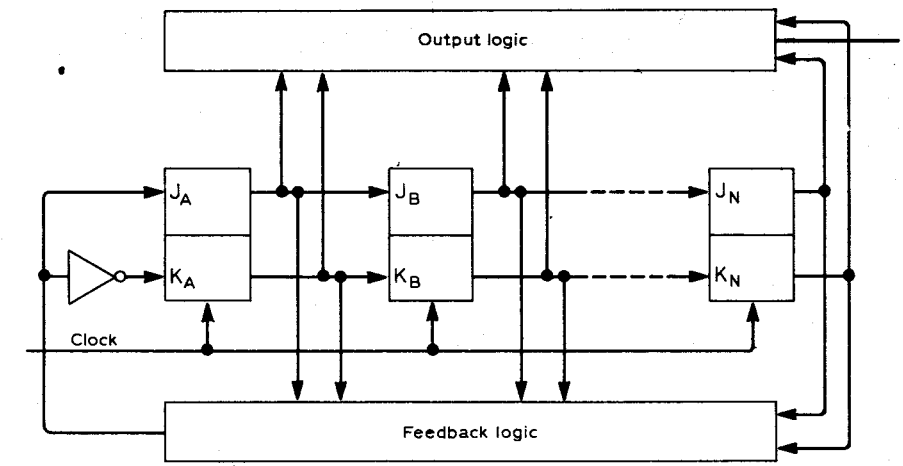 Output logic
J_A
J_B
J_N
K_A
K_B
K_N
Clock
Feedback logic